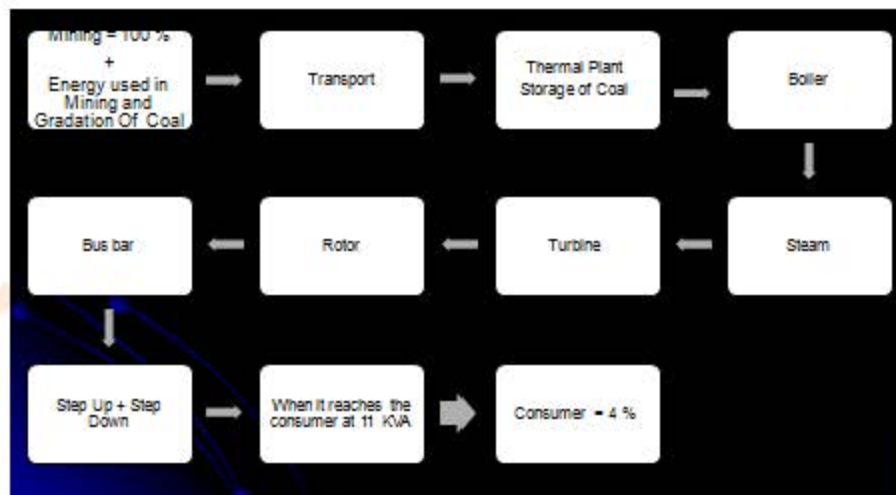 Mining = 100 %
+
Energy used in
Mining and
Gradation Of Coal
Transport
Thermal Plant
Storage of Coal
Boiler
Bus bar
Rotor
Turbine
Steam
Step Up + Step
Down
When it reaches the
consumer at 11 KVA
Consumer = 4 %